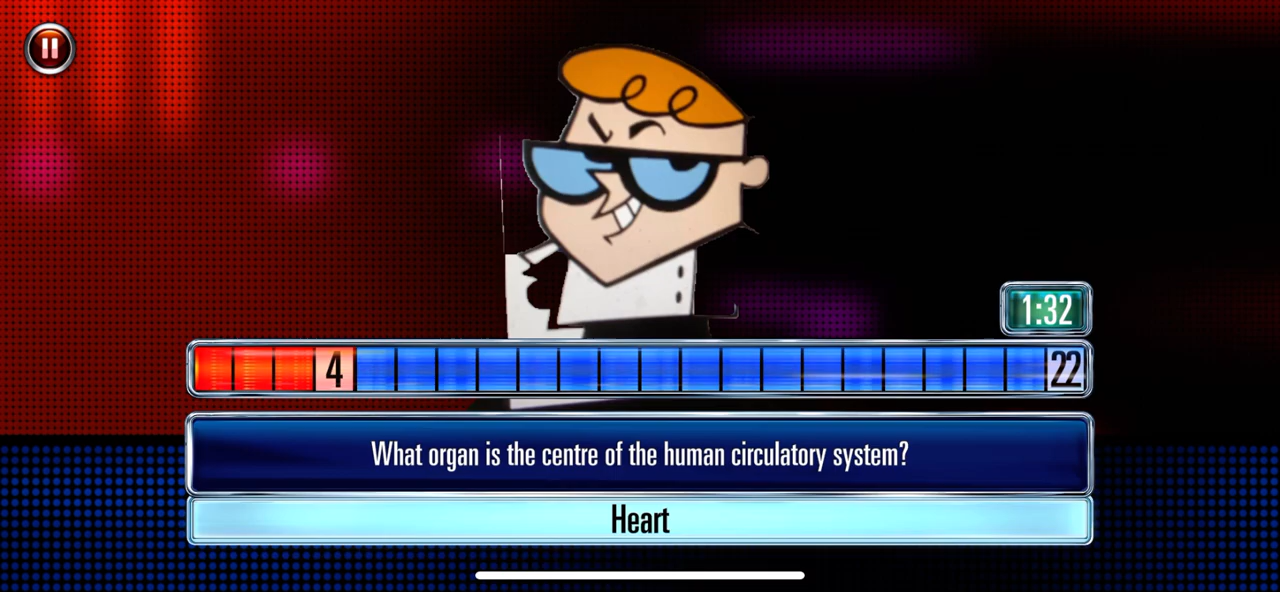 1:32
4
22
What organ is the centre of the human circulatory system?
Heart